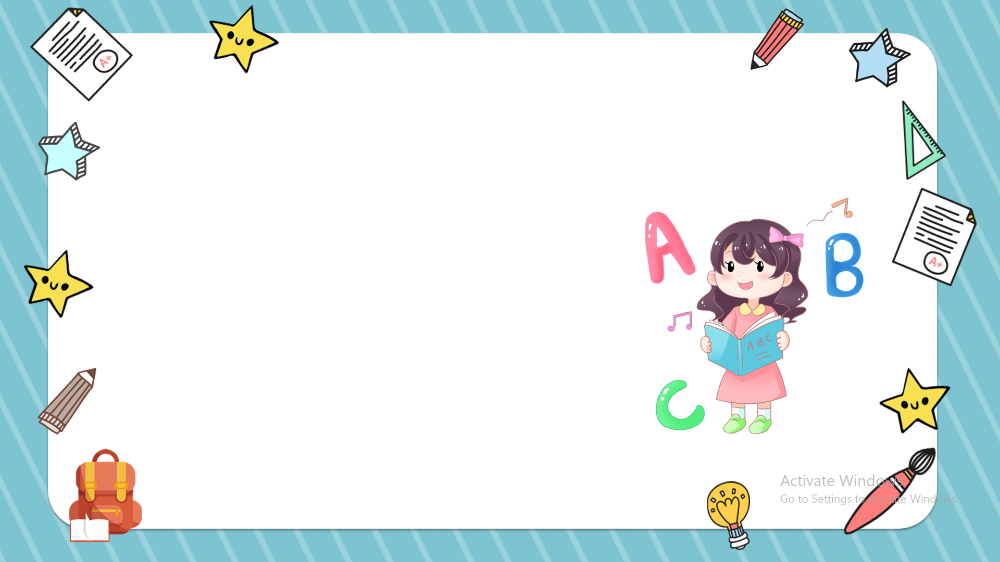 A+
A
B
A+
A B C
C
Activate Windows
Go to Settings to activate Windows.